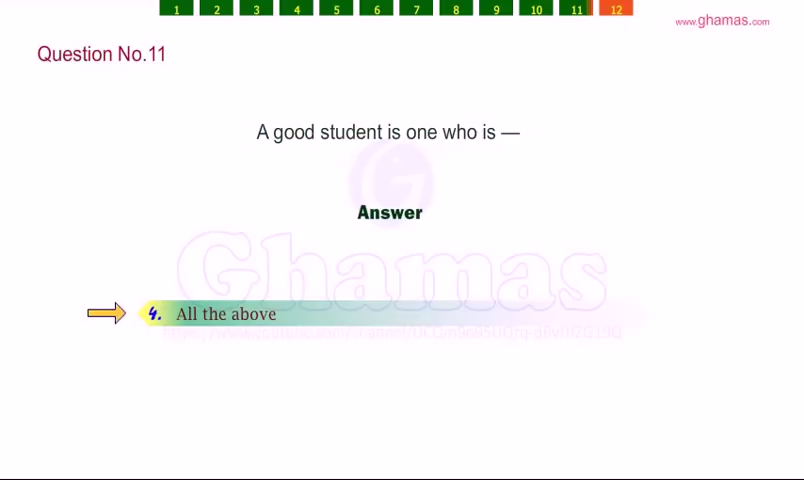 1 2 3 4 5 6 7 8 9 10 11 12
www.ghamas.com
Question No.11
A good student is one who is —
Answer
Ghamas
4. All the above